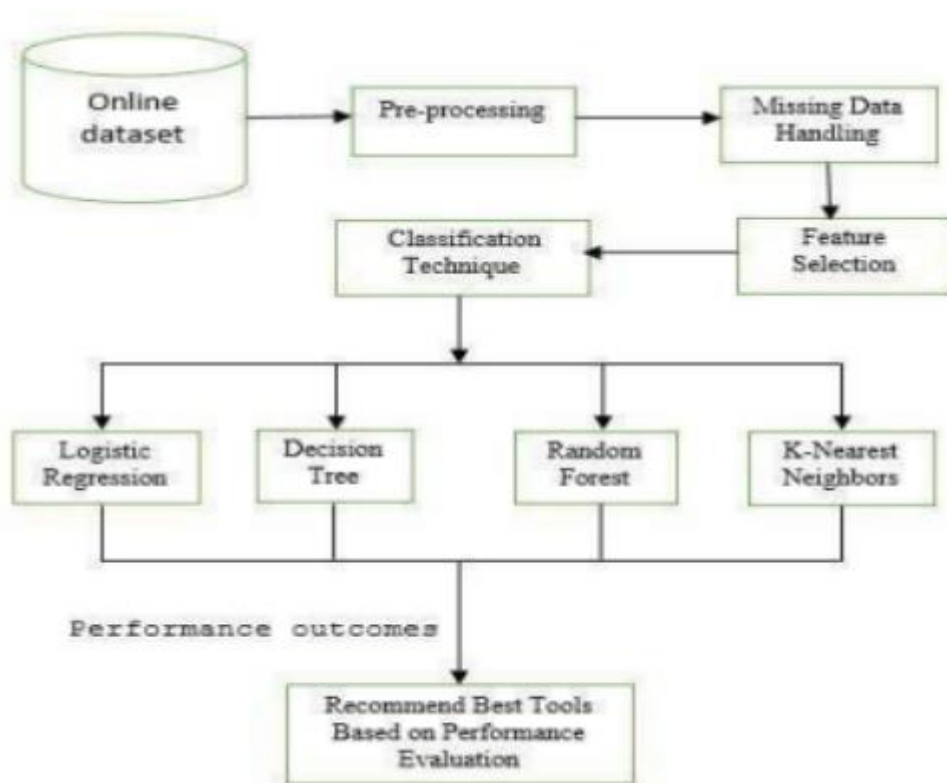 Online
dataset
Pre-processing
Missing Data
Handling
Classification
Technique
Feature
Selection
Logistic
Regression
Decision
Tree
Random
Forest
K-Nearest
Neighbors
Performance outcomes
Recommend Best Tools
Based on Performance
Evaluation